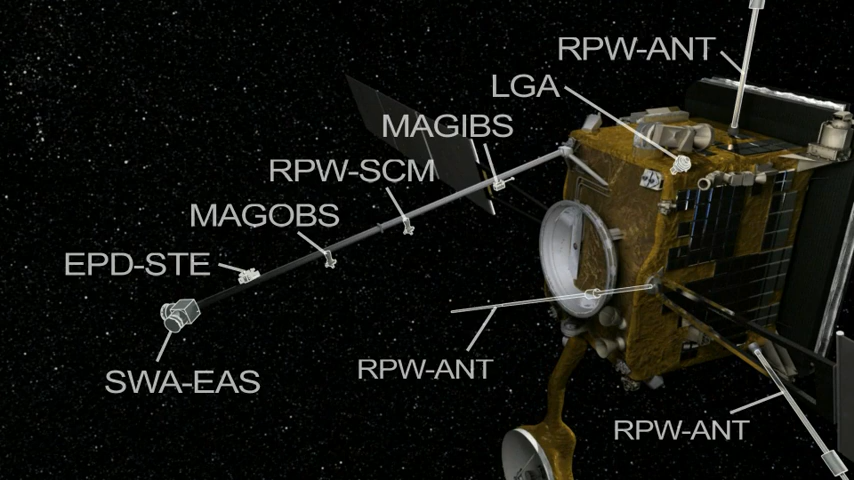 RPW-ANT
LGA
MAGIBS
RPW-SCM
MAGOBS
EPD-STE
SWA-EAS
RPW-ANT
RPW-ANT